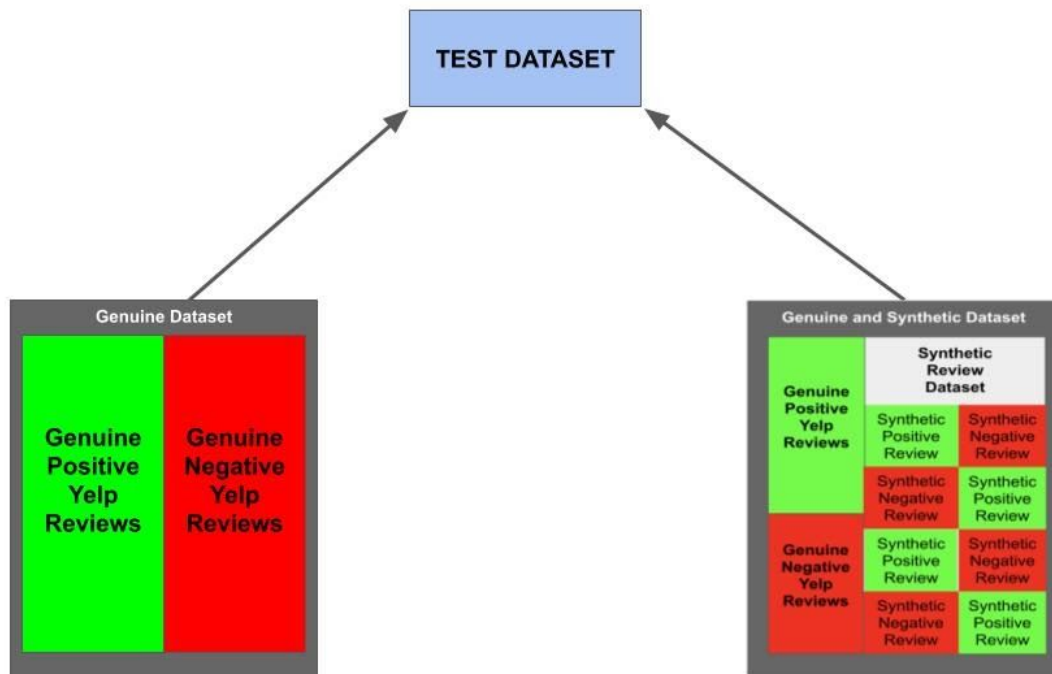 TEST DATASET
Genuine Dataset
Genuine
Positive
Yelp
Reviews
Genuine
Negative
Yelp
Reviews
Genuine and Synthetic Dataset
Genuine
Positive
Yelp
Reviews
Genuine
Negative
Yelp
Reviews
Synthetic
Review
Dataset
Synthetic
Positive
Review
Synthetic
Negative
Review
Synthetic
Negative
Review
Synthetic
Positive
Review
Synthetic
Positive
Review
Synthetic
Negative
Review
Synthetic
Negative
Review
Synthetic
Positive
Review